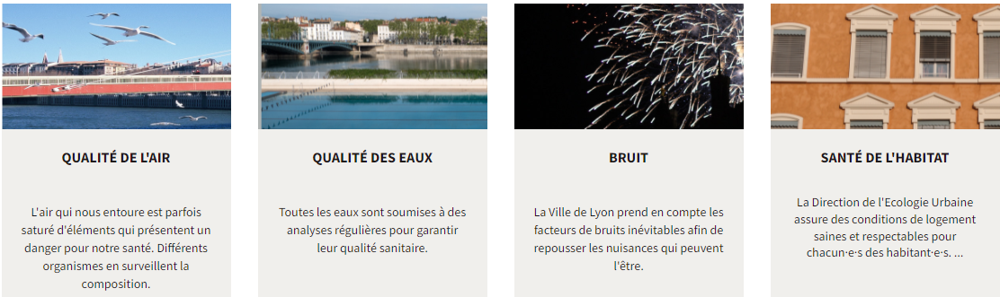 QUALITÉ DE L'AIR
L'air qui nous entoure est parfois
saturé d'éléments qui présentent un
danger pour notre santé. Différents
organismes en surveillent la
composition.
QUALITÉ DES EAUX
Toutes les eaux sont soumises à des
analyses régulières pour garantir
leur qualité sanitaire.
BRUIT
La Ville de Lyon prend en compte les
facteurs de bruits inévitables afin de
repousser les nuisances qui peuvent
l'être.
SANTÉ DE L'HABITAT
La Direction de l'Ecologie Urbaine
assure des conditions de logement
saines et respectables pour
chacun·e·s des habitant·e·s. ...